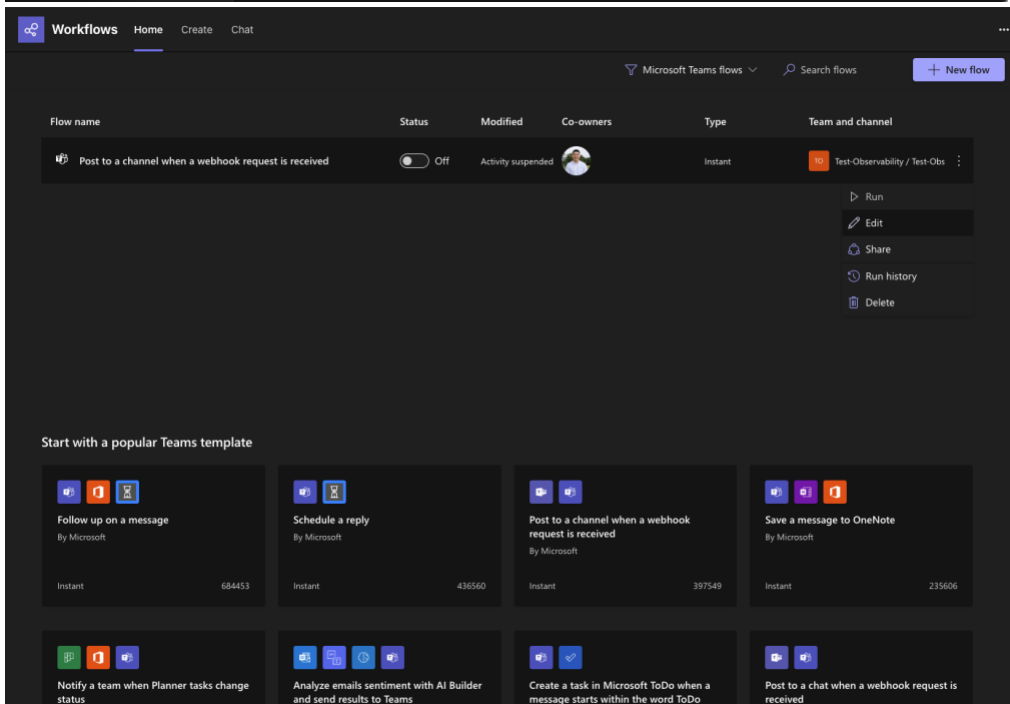 Workflows Home Create Chat
Microsoft Teams flows Search flows New flow
Flow name Status Modified Co-owners Type Team and channel
Post to a channel when a webhook request is received Off Activity suspended Instant TO Test-Observability / Test-Obs
Run
Edit
Share
Run history
Delete
Start with a popular Teams template
Follow up on a message
By Microsoft
Instant 684453
Schedule a reply
By Microsoft
Instant 436560
Post to a channel when a webhook
request is received
By Microsoft
Instant 397549
Save a message to OneNote
By Microsoft
Instant 235606
Notify a team when Planner tasks change
status
Analyze emails sentiment with AI Builder
and send results to Teams
Create a task in Microsoft ToDo when a
message starts within the word ToDo
Post to a chat when a webhook request is
received